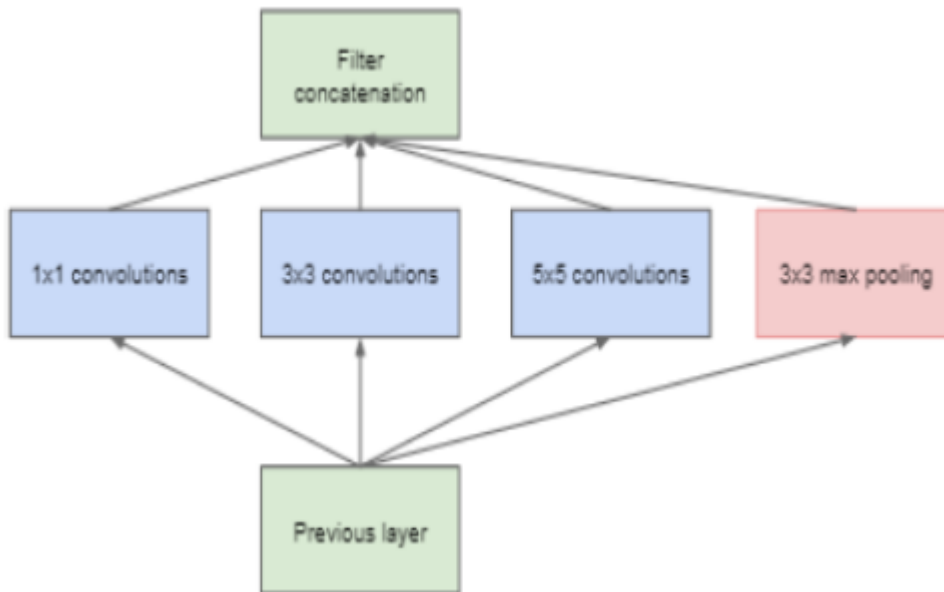 Filter
concatenation
1x1 convolutions
3x3 convolutions
5x5 convolutions
3x3 max pooling
Previous layer